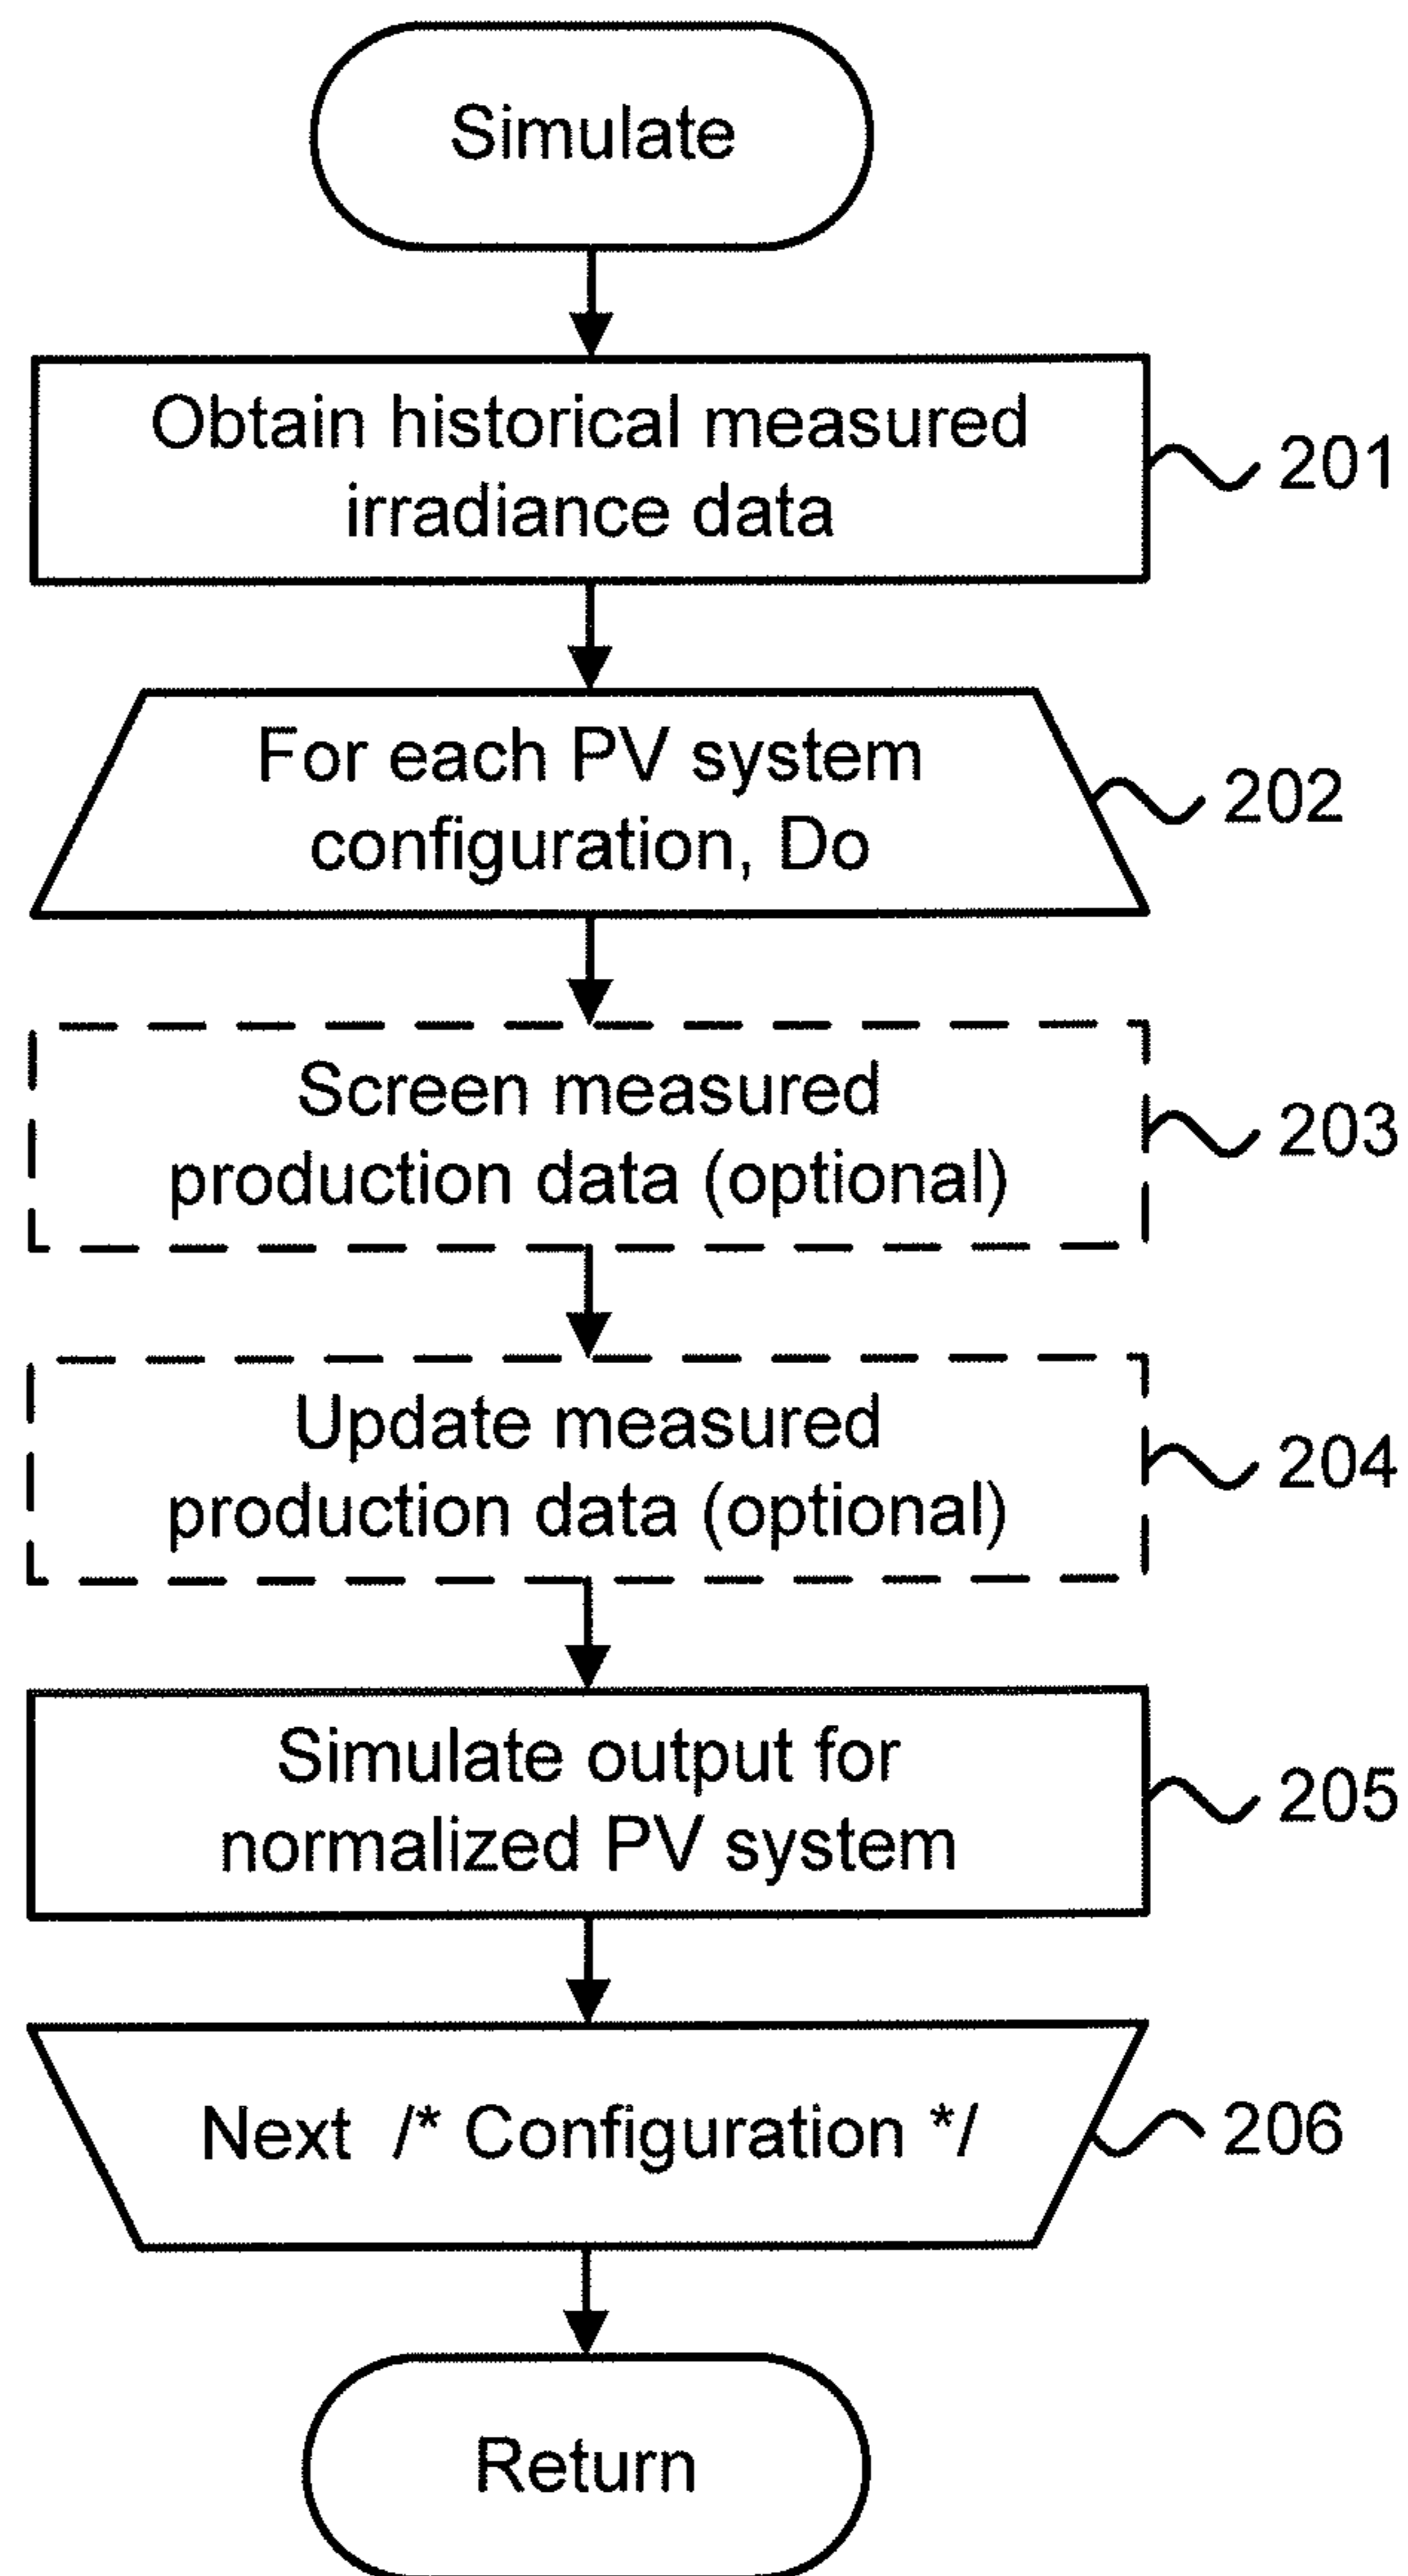 Simulate
Obtain historical measured
irradiance data
201
For each PV system
configuration, Do
202
Screen measured
production data (optional)
203
Update measured
production data (optional)
204
Simulate output for
normalized PV system
205
Next /* Configuration */
206
Return